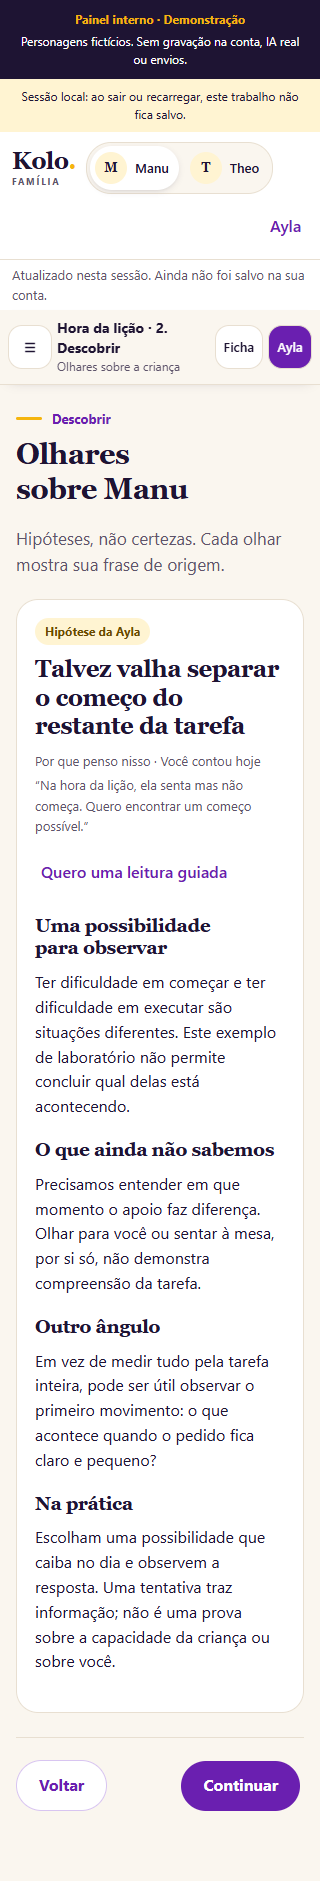 Painel interno · Demonstração
Personagens fictícios. Sem gravação na conta, IA real
ou envios.
Sessão local: ao sair ou recarregar, este trabalho não
fica salvo.
Kolo.
FAMÍLIA
M Manu
T Theo
Ayla
Atualizado nesta sessão. Ainda não foi salvo na sua
conta.
☰
Hora da lição · 2.
Descobrir
Olhares sobre a criança
Ficha
Ayla
Descobrir
Olhares
sobre Manu
Hipóteses, não certezas. Cada olhar
mostra sua frase de origem.
Hipótese da Ayla
Talvez valha separar
o começo do
restante da tarefa
Por que penso nisso · Você contou hoje
“Na hora da lição, ela senta mas não
começa. Quero encontrar um começo
possível.”
Quero uma leitura guiada
Uma possibilidade
para observar
Ter dificuldade em começar e ter
dificuldade em executar são
situações diferentes. Este exemplo
de laboratório não permite
concluir qual delas está
acontecendo.
O que ainda não sabemos
Precisamos entender em que
momento o apoio faz diferença.
Olhar para você ou sentar à mesa,
por si só, não demonstra
compreensão da tarefa.
Outro ângulo
Em vez de medir tudo pela tarefa
inteira, pode ser útil observar o
primeiro movimento: o que
acontece quando o pedido fica
claro e pequeno?
Na prática
Escolham uma possibilidade que
caiba no dia e observem a
resposta. Uma tentativa traz
informação; não é uma prova
sobre a capacidade da criança ou
sobre você.
Voltar
Continuar